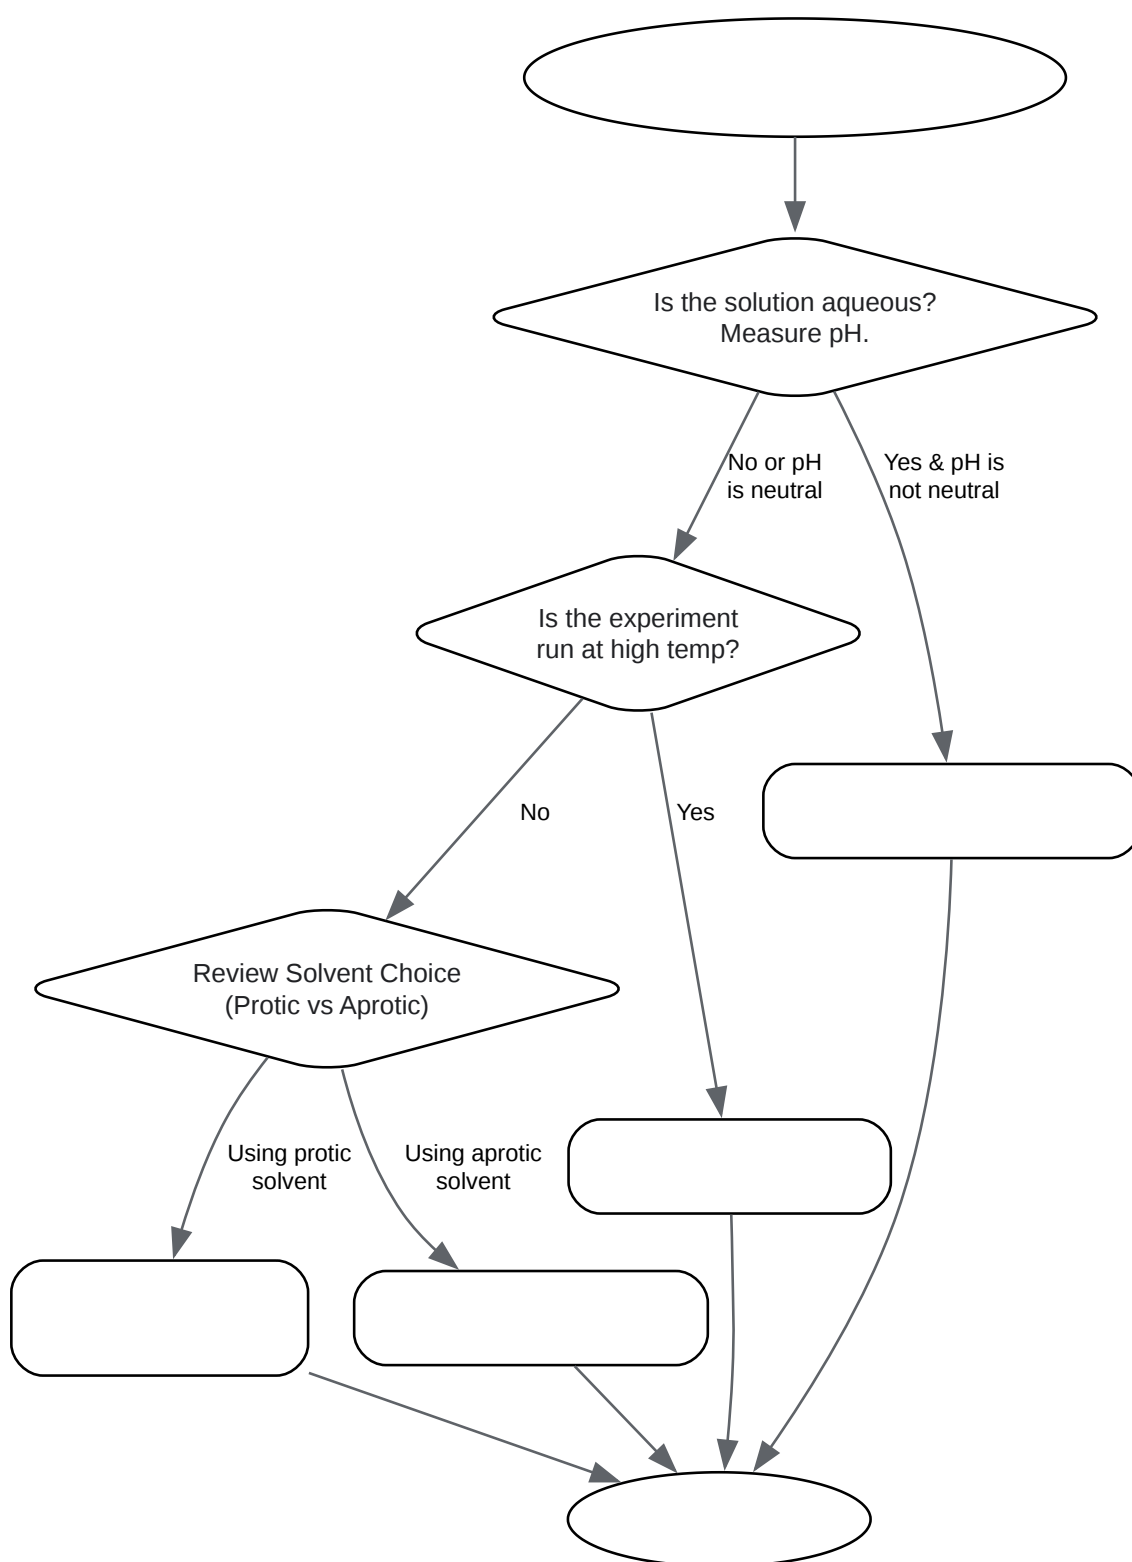 Is the solution aqueous?
Measure pH.
No or pH
is neutral
Yes & pH is
not neutral
Is the experiment
run at high temp?
No
Yes
Review Solvent Choice
(Protic vs Aprotic)
Using protic
solvent
Using aprotic
solvent